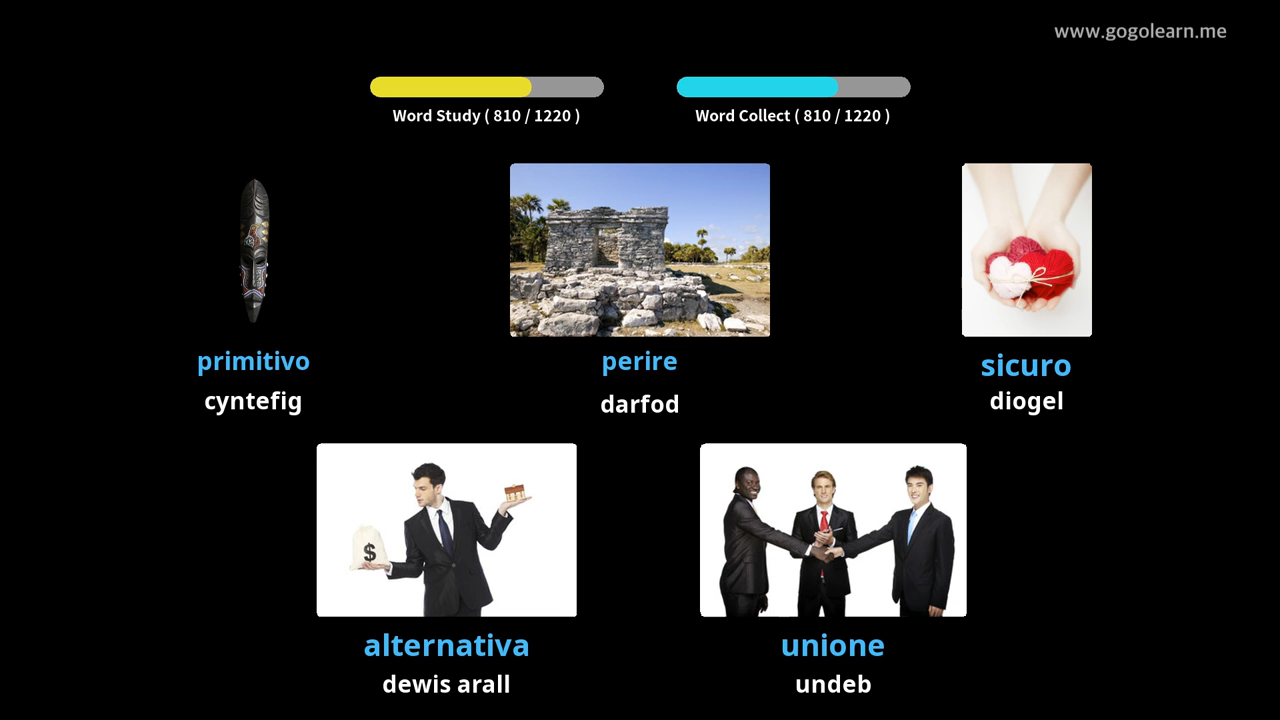 www.gogolearn.me
Word Study ( 810 / 1220 )
Word Collect ( 810 / 1220 )
primitivo
cyntefig
perire
darfod
sicuro
diogel
$
alternativa
dewis arall
unione
undeb